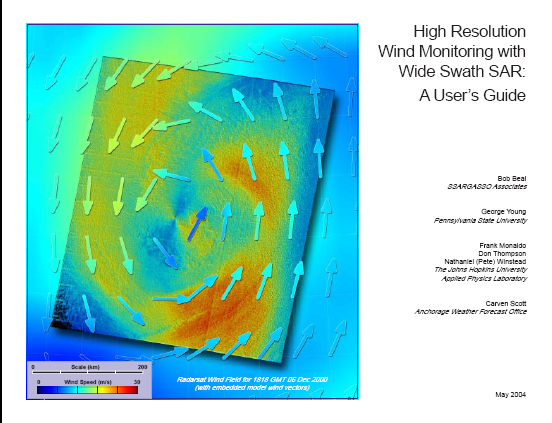 High Resolution
Wind Monitoring with
Wide Swath SAR:
A User's Guide
Bob Beal
SSARGASSO Associates
George Young
Pennsylvania State University
Frank Monaldo
Don Thompson
Nathaniel (Pete) Winstead
The Johns Hopkins University
Applied Physics Laboratory
Carven Scott
Anchorage Weather Forecast Office
May 2004
0 Scale (km) 200
0 Wind Speed (m/s) 30
Radarsat Wind Field for 1818 GMT 06 Dec 2000
(with embedded model wind vectors)